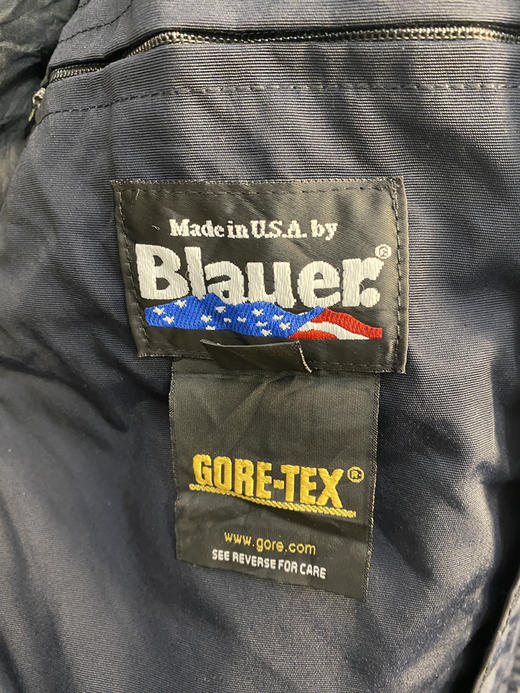 Made in U.S.A. by
Blauer.®
GORE-TEX®
www.gore.com
SEE REVERSE FOR CARE